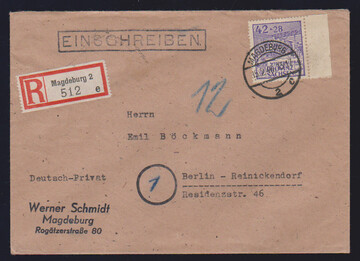 EINSCHREIBEN
42+28
MAGDEBURG
2
c
R
Magdeburg 2
512 e
12
Herrn
Emil Böckmann
Deutsch-Privat
1
Berlin - Reinickendorf
Residenzstr. 46
Werner Schmidt
Magdeburg
Rogätzerstraße 80